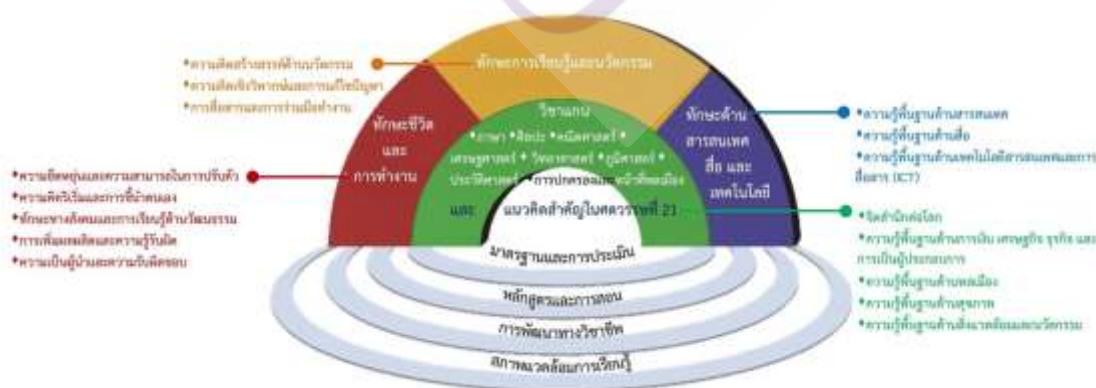 ทักษะการเรียนรู้และนวัตกรรม
•ความคิดสร้างสรรค์ด้านนวัตกรรม
•ความคิดเชิงวิพากษ์และการแก้ไขปัญหา
•การสื่อสารและการร่วมมือทำงาน
ทักษะชีวิต
และ
การทำงาน
•ความยืดหยุ่นและความสามารถในการปรับตัว
•ความคิดริเริ่มและการชี้นำตนเอง
•ทักษะทางสังคมและการเรียนรู้ด้านวัฒนธรรม
•การเพิ่มผลผลิตและความรู้รับผิด
•ความเป็นผู้นำและความรับผิดชอบ
วิชาแกน
•ภาษา •ศิลปะ •คณิตศาสตร์ •
เศรษฐศาสตร์ • วิทยาศาสตร์ •ภูมิศาสตร์ •
ประวัติศาสตร์ •การปกครองและหน้าที่พลเมือง
และ แนวคิดสำคัญในศตวรรษที่ 21
ทักษะด้าน
สารสนเทศ
สื่อ และ
เทคโนโลยี
•ความรู้พื้นฐานด้านสารสนเทศ
•ความรู้พื้นฐานด้านสื่อ
•ความรู้พื้นฐานด้านเทคโนโลยีสารสนเทศและการ
สื่อสาร (ICT)
•จิตสำนึกต่อโลก
•ความรู้พื้นฐานด้านการเงิน เศรษฐกิจ ธุรกิจ และ
การเป็นผู้ประกอบการ
•ความรู้พื้นฐานด้านพลเมือง
•ความรู้พื้นฐานด้านสุขภาพ
•ความรู้พื้นฐานด้านสิ่งแวดล้อมและนวัตกรรม
มาตรฐานและการประเมิน
หลักสูตรและการสอน
การพัฒนาทางวิชาชีพ
สภาพแวดล้อมการเรียนรู้